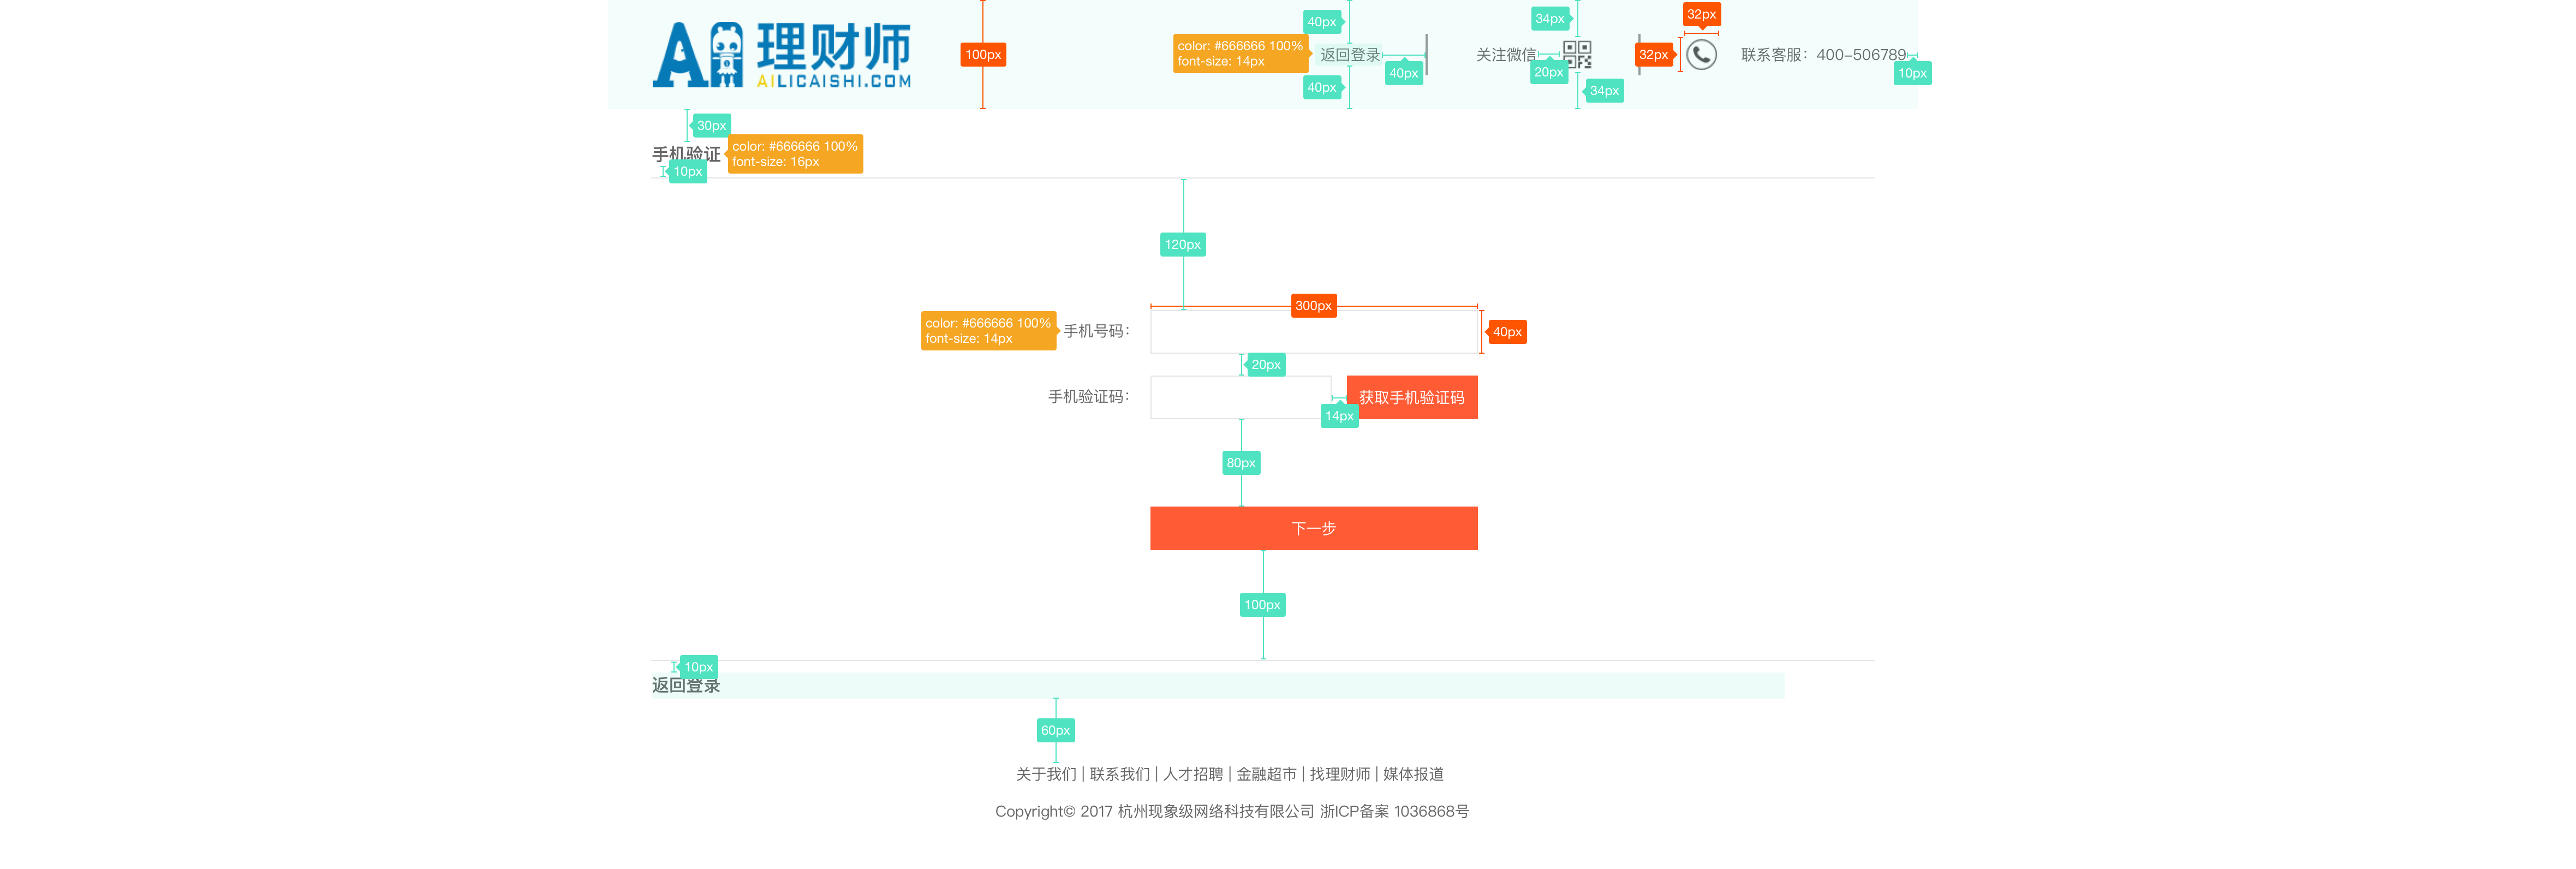 AI 理财师
AILICAISHI.COM
100px
40px
color: #666666 100%
font-size: 14px
返回登录
40px
40px
34px
关注微信
20px
34px
32px
32px
联系客服：400-506789
10px
30px
手机验证
color: #666666 100%
font-size: 16px
10px
120px
300px
color: #666666 100%
font-size: 14px
手机号码：
40px
20px
手机验证码：
获取手机验证码
14px
80px
下一步
100px
10px
返回登录
60px
关于我们 | 联系我们 | 人才招聘 | 金融超市 | 找理财师 | 媒体报道
Copyright© 2017 杭州现象级网络科技有限公司 浙ICP备案 1036868号